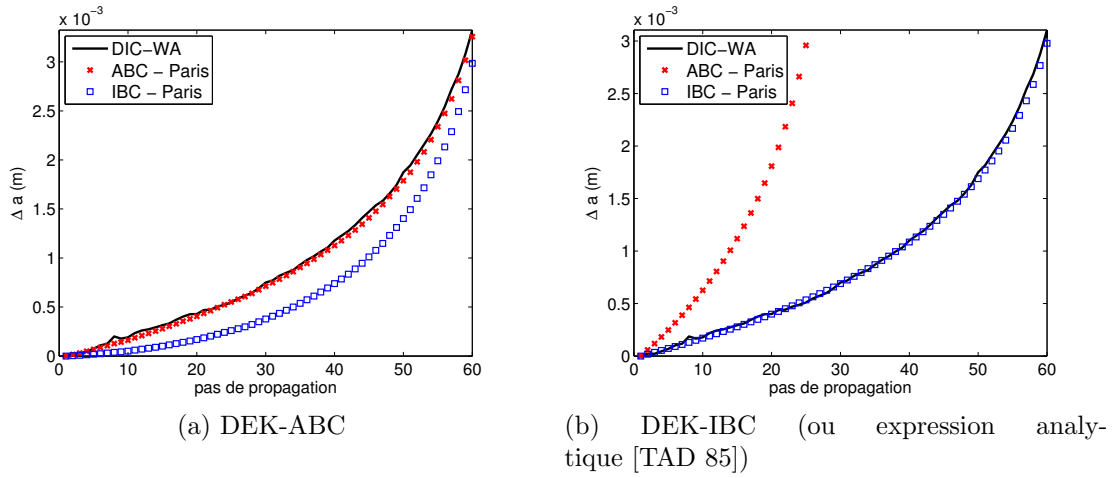 x 10⁻³
3
2.5
2
1.5
1
0.5
0
Δ a (m)
0 10 20 30 40 50 60
pas de propagation
DIC−WA
ABC − Paris
IBC − Paris
(a) DEK-ABC
x 10⁻³
3
2.5
2
1.5
1
0.5
0
Δ a (m)
0 10 20 30 40 50 60
pas de propagation
DIC−WA
ABC − Paris
IBC − Paris
(b) DEK-IBC (ou expression analy-
tique [TAD 85])